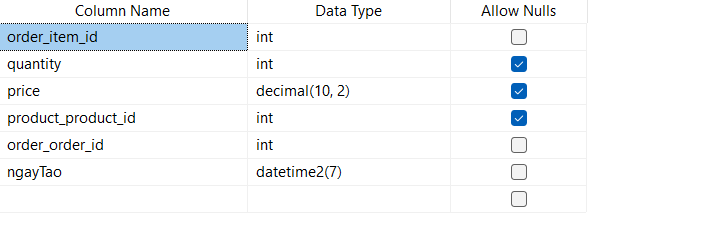 Column Name Data Type Allow Nulls
order_item_id int
quantity int
price decimal(10, 2)
product_product_id int
order_order_id int
ngayTao datetime2(7)